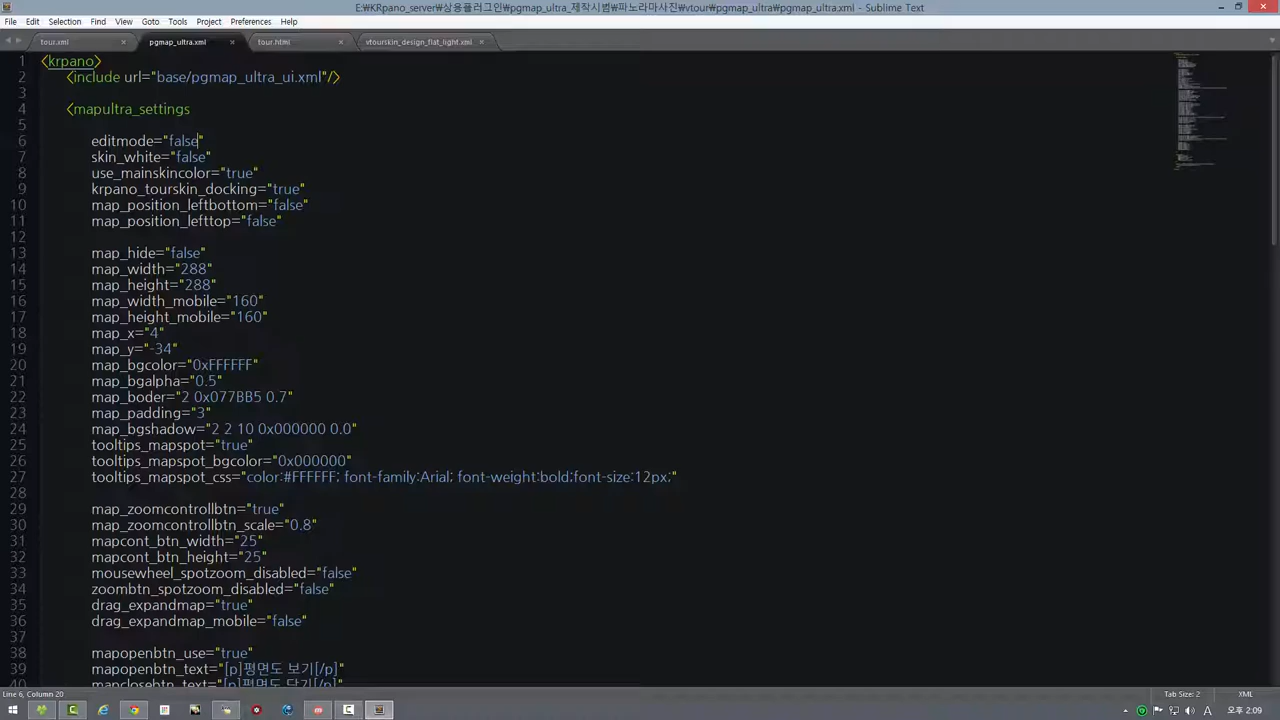 E:₩KRpano_server₩상용플러그인₩pgmap_ultra_제작시범₩파노라마사진₩vtour₩pgmap_ultra₩pgmap_ultra.xml - Sublime Text
File Edit Selection Find View Goto Tools Project Preferences Help
tour.xml pgmap_ultra.xml tour.html vtourskin_design_flat_light.xml
1 <krpano>
2 <include url="base/pgmap_ultra_ui.xml"/>
3
4 <mapultra_settings
5
6 editmode="false"
7 skin_white="false"
8 use_mainskincolor="true"
9 krpano_tourskin_docking="true"
10 map_position_leftbottom="false"
11 map_position_lefttop="false"
12
13 map_hide="false"
14 map_width="288"
15 map_height="288"
16 map_width_mobile="160"
17 map_height_mobile="160"
18 map_x="4"
19 map_y="-34"
20 map_bgcolor="0xFFFFFF"
21 map_bgalpha="0.5"
22 map_boder="2 0x077BB5 0.7"
23 map_padding="3"
24 map_bgshadow="2 2 10 0x000000 0.0"
25 tooltips_mapspot="true"
26 tooltips_mapspot_bgcolor="0x000000"
27 tooltips_mapspot_css="color:#FFFFFF; font-family:Arial; font-weight:bold;font-size:12px;"
28
29 map_zoomcontrollbtn="true"
30 map_zoomcontrollbtn_scale="0.8"
31 mapcont_btn_width="25"
32 mapcont_btn_height="25"
33 mousewheel_spotzoom_disabled="false"
34 zoombtn_spotzoom_disabled="false"
35 drag_expandmap="true"
36 drag_expandmap_mobile="false"
37
38 mapopenbtn_use="true"
39 mapopenbtn_text="[p]평면도 보기[/p]"
40 mapclosebtn_text="[p]평면도 닫기[/p]"
Line 6, Column 20 Tab Size: 2 XML
A 오후 2:09